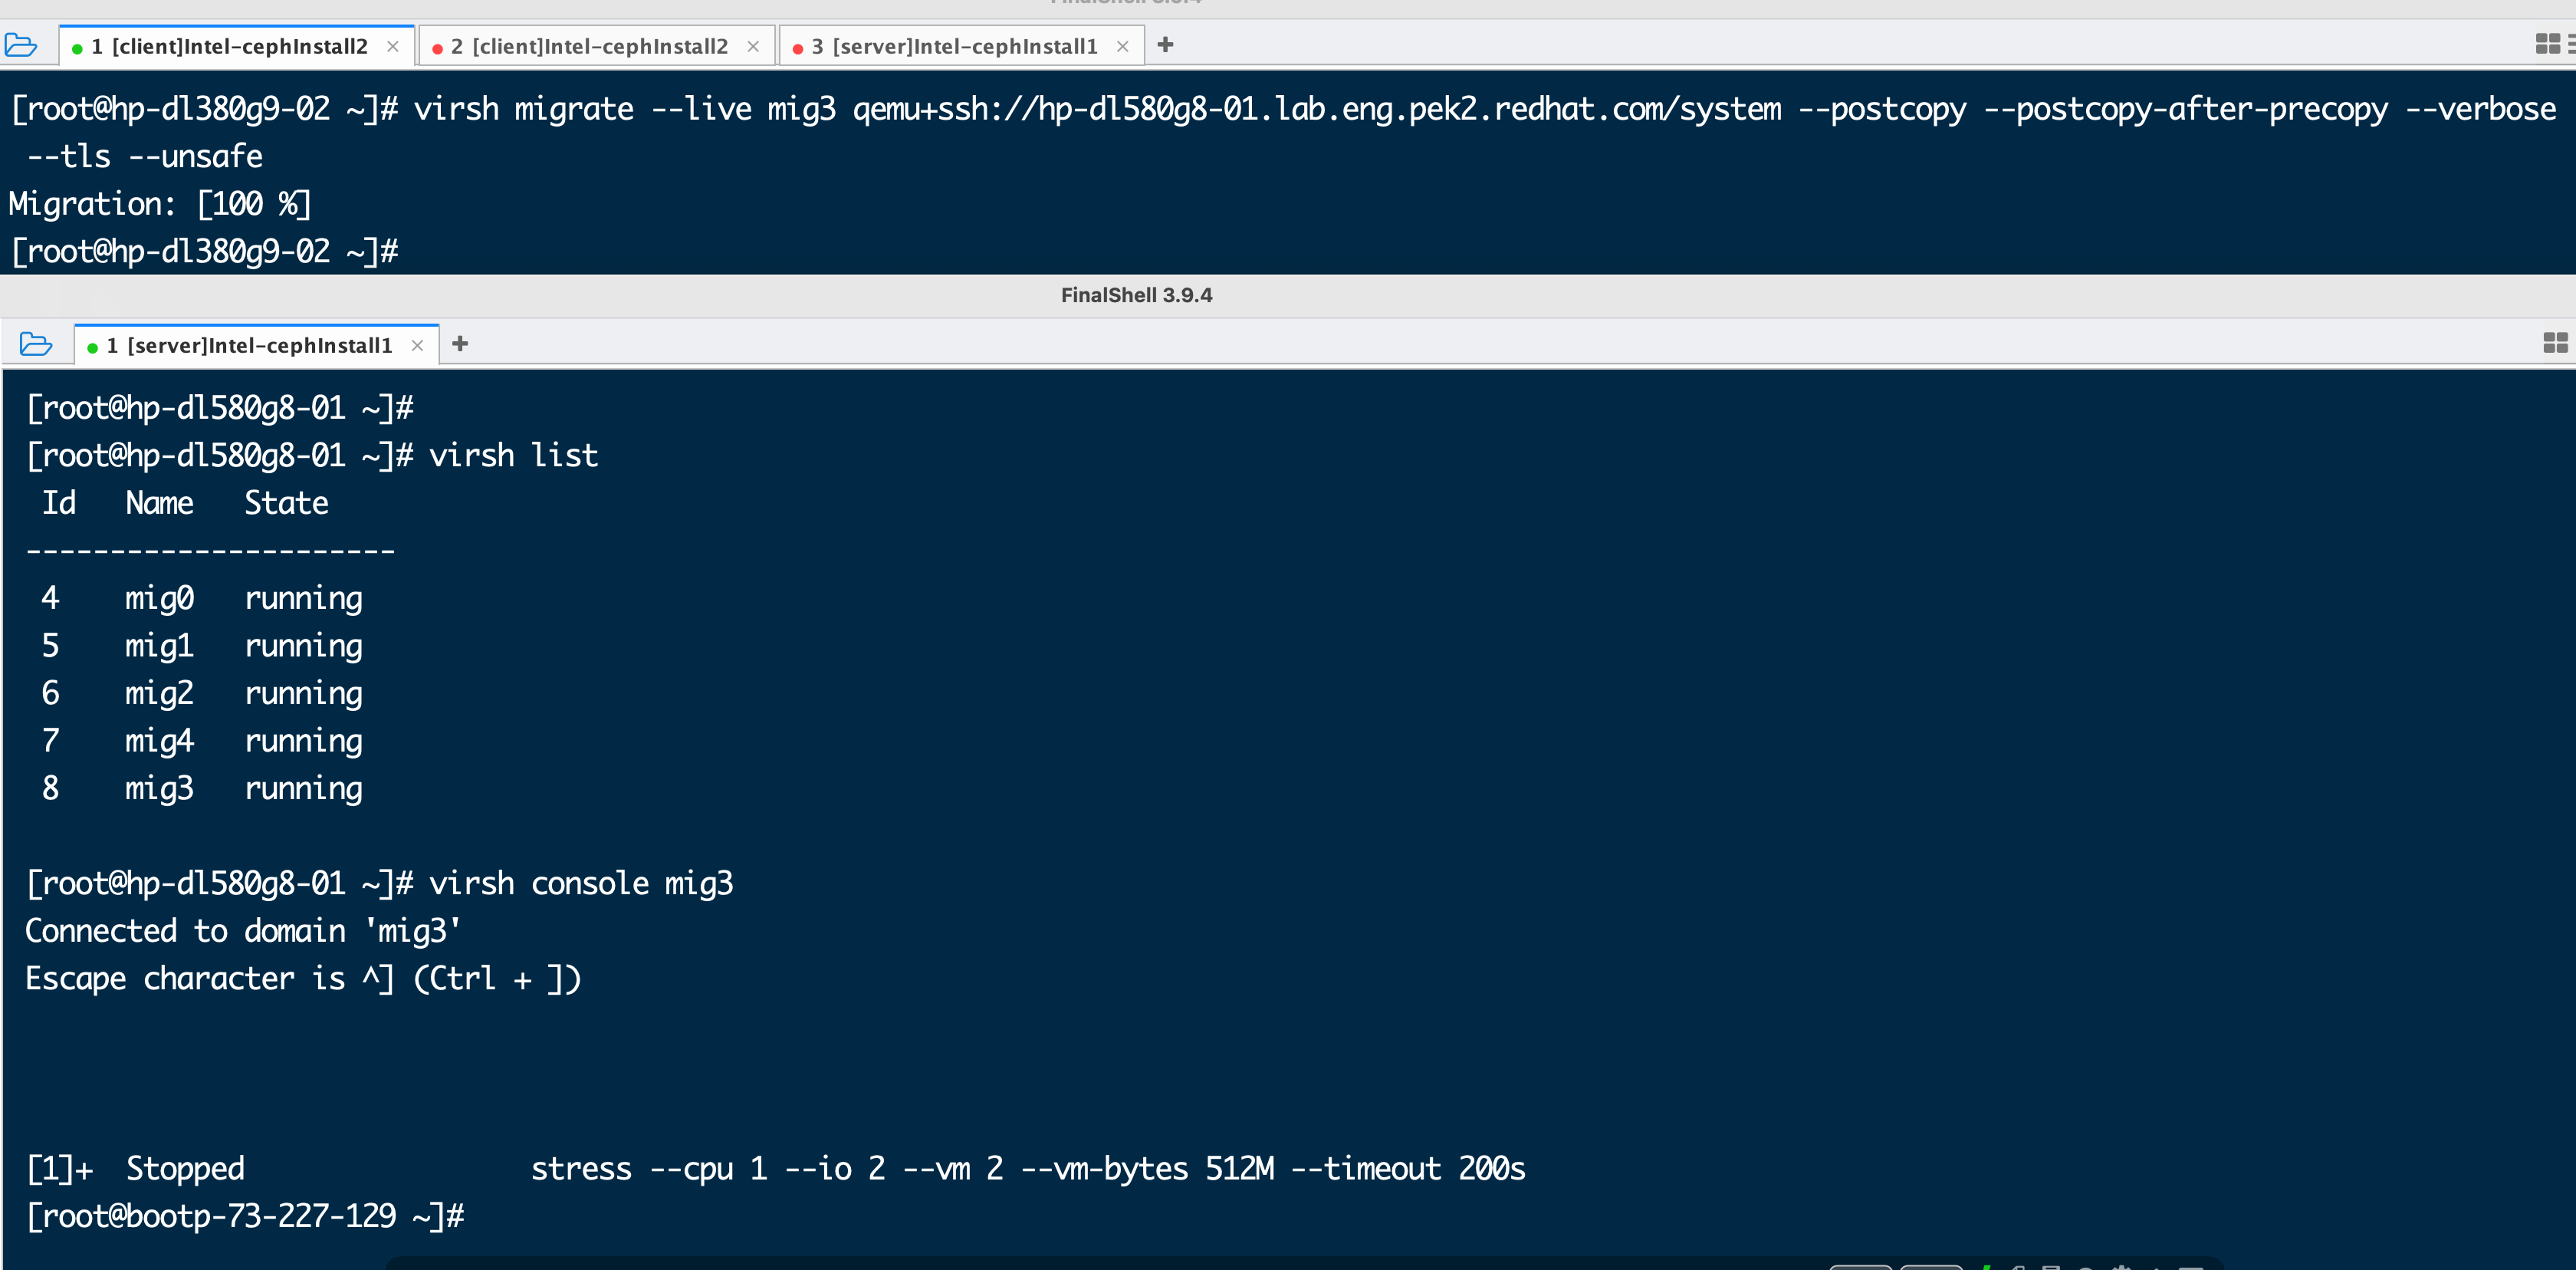 1 [client]Intel-cephInstall2
2 [client]Intel-cephInstall2
3 [server]Intel-cephInstall1
[root@hp-dl380g9-02 ~]# virsh migrate --live mig3 qemu+ssh://hp-dl580g8-01.lab.eng.pek2.redhat.com/system --postcopy --postcopy-after-precopy --verbose
--tls --unsafe
Migration: [100 %]
[root@hp-dl380g9-02 ~]#
FinalShell 3.9.4
1 [server]Intel-cephInstall1
[root@hp-dl580g8-01 ~]#
[root@hp-dl580g8-01 ~]# virsh list
Id Name State
----------------------
4 mig0 running
5 mig1 running
6 mig2 running
7 mig4 running
8 mig3 running
[root@hp-dl580g8-01 ~]# virsh console mig3
Connected to domain 'mig3'
Escape character is ^] (Ctrl + ])
[1]+ Stopped stress --cpu 1 --io 2 --vm 2 --vm-bytes 512M --timeout 200s
[root@bootp-73-227-129 ~]#